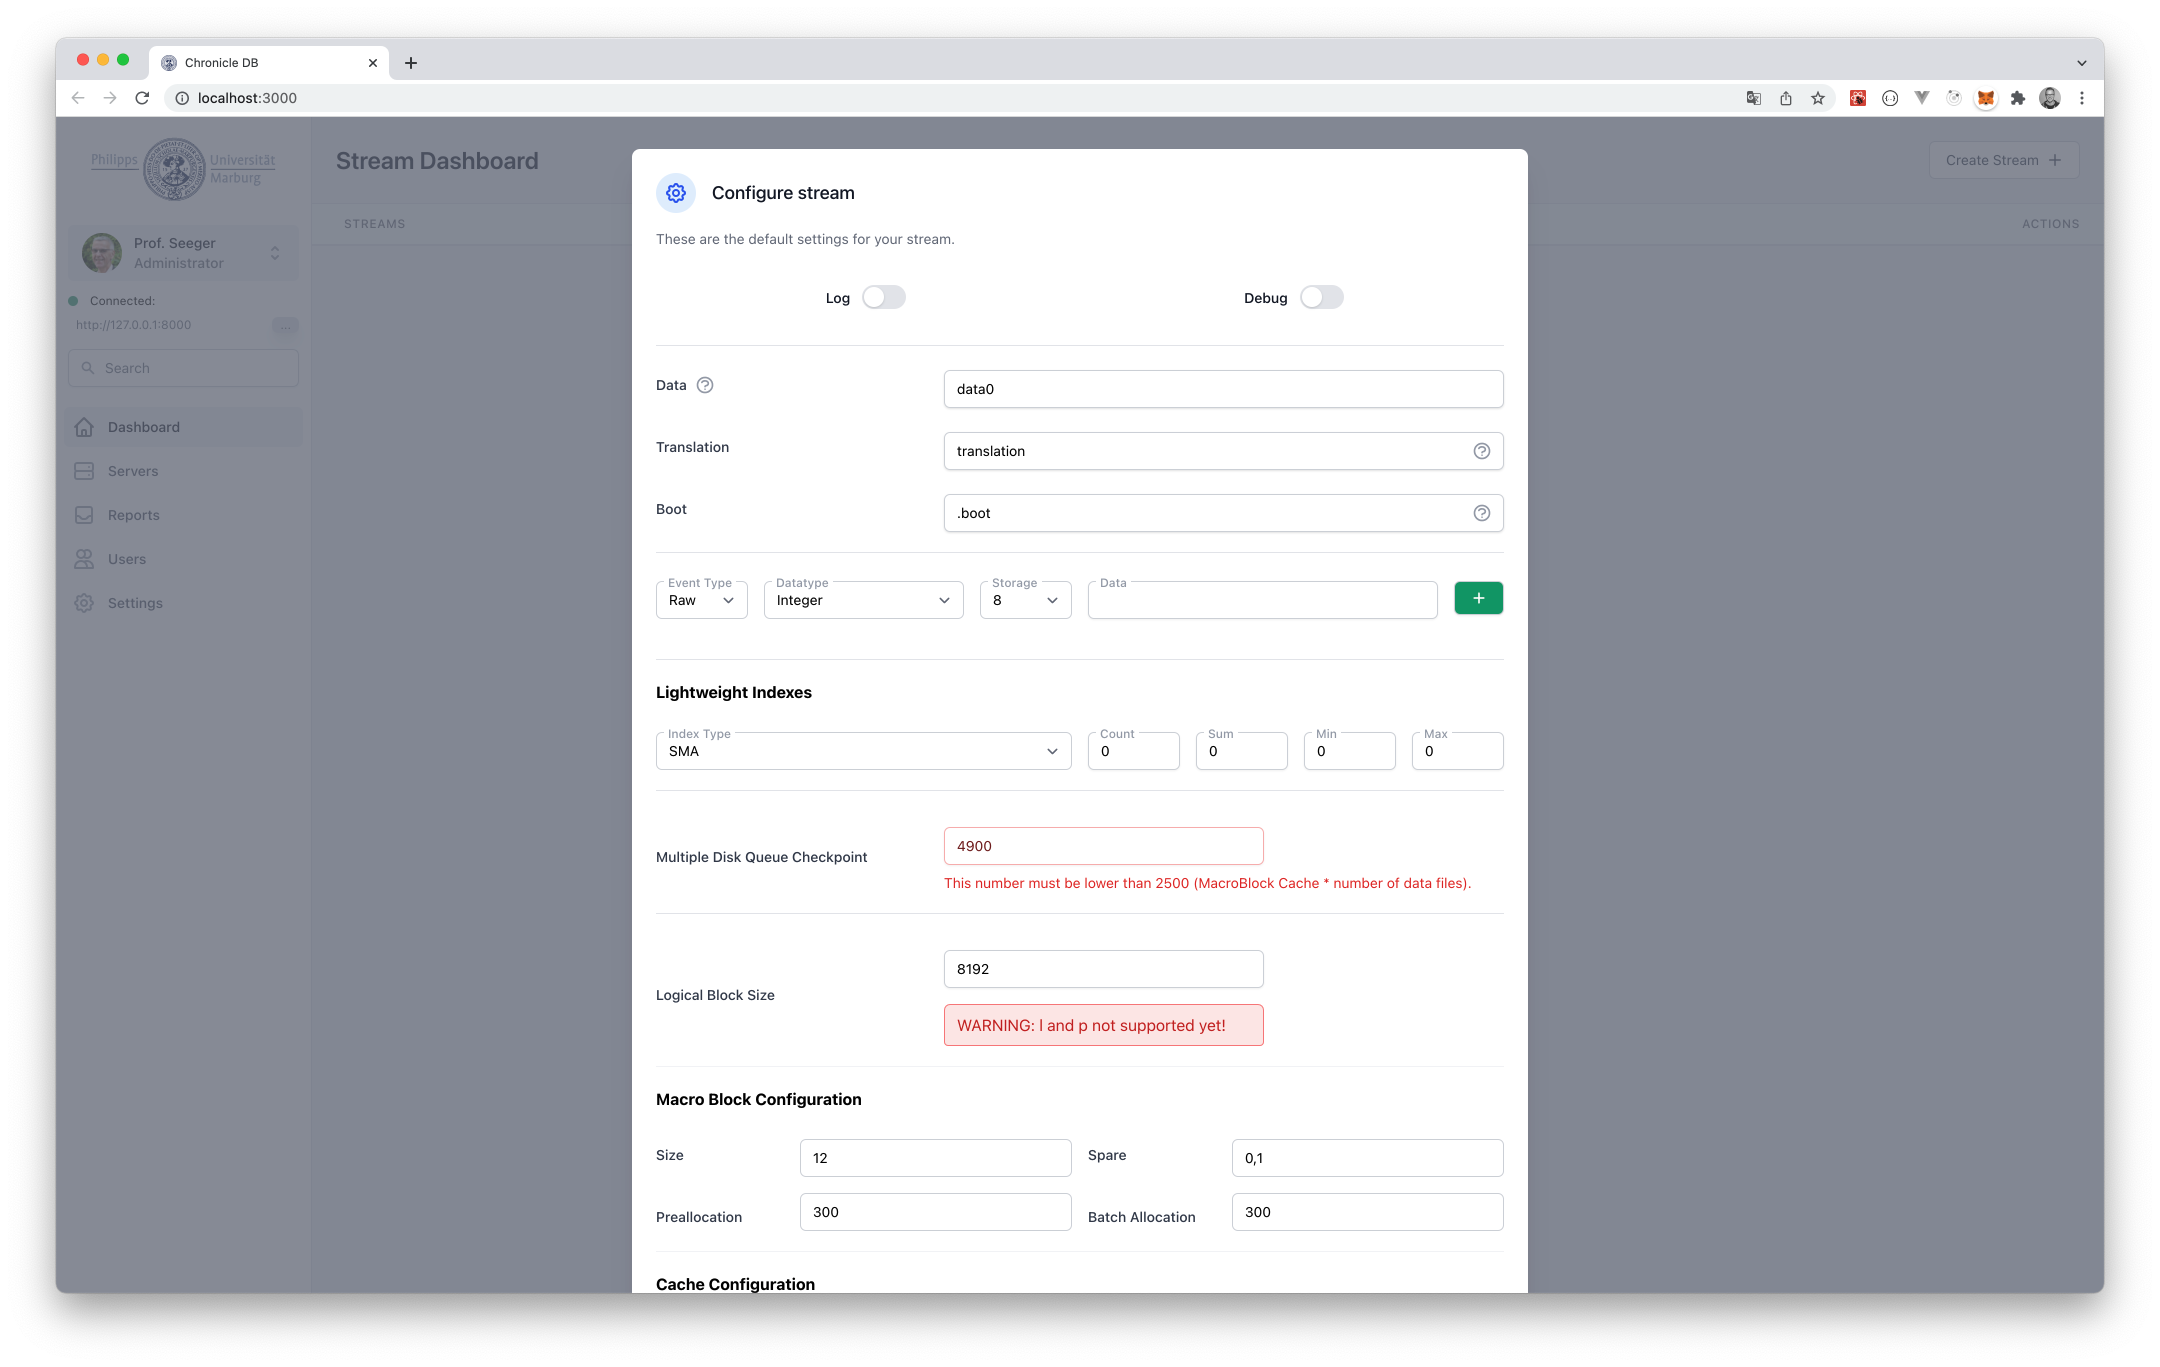 Chronicle DB
localhost:3000
Philipps Universität
Marburg
Stream Dashboard
Create Stream
STREAMS
ACTIONS
Prof. Seeger
Administrator
Connected:
http://127.0.0.1:8000
...
Search
Dashboard
Servers
Reports
Users
Settings
Configure stream
These are the default settings for your stream.
Log
Debug
Data
data0
Translation
translation
Boot
.boot
Event Type
Raw
Datatype
Integer
Storage
8
Data
+
Lightweight Indexes
Index Type
SMA
Count
0
Sum
0
Min
0
Max
0
Multiple Disk Queue Checkpoint
4900
This number must be lower than 2500 (MacroBlock Cache * number of data files).
Logical Block Size
8192
WARNING: l and p not supported yet!
Macro Block Configuration
Size
12
Spare
0,1
Preallocation
300
Batch Allocation
300
Cache Configuration